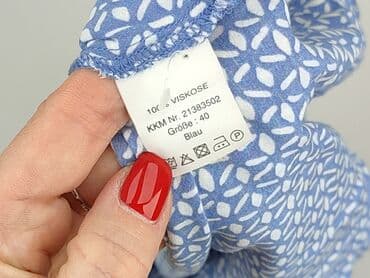 100% VISKOSE
KKM Nr. 21383502
Größe : 40
Blau